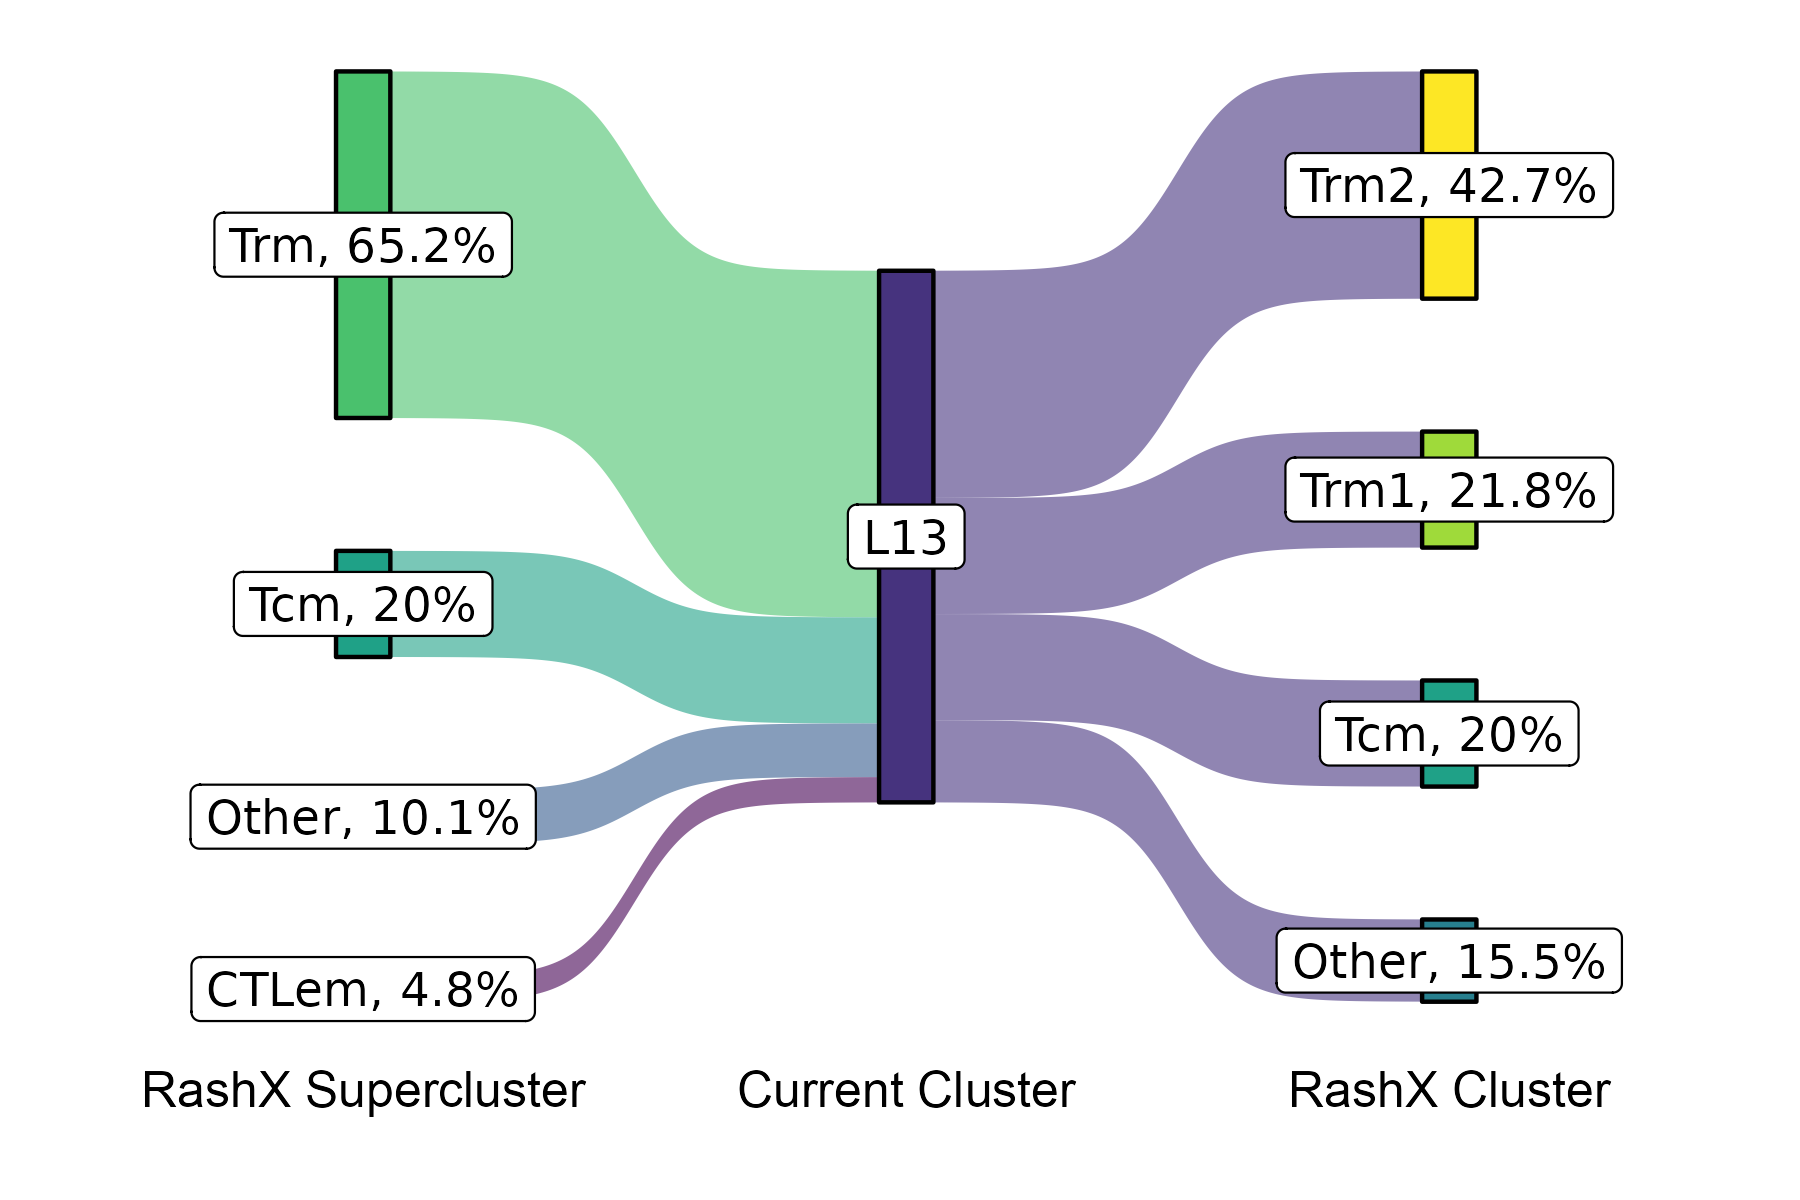 Trm, 65.2%
Tcm, 20%
Other, 10.1%
CTLem, 4.8%
RashX Supercluster
L13
Current Cluster
Trm2, 42.7%
Trm1, 21.8%
Tcm, 20%
Other, 15.5%
RashX Cluster